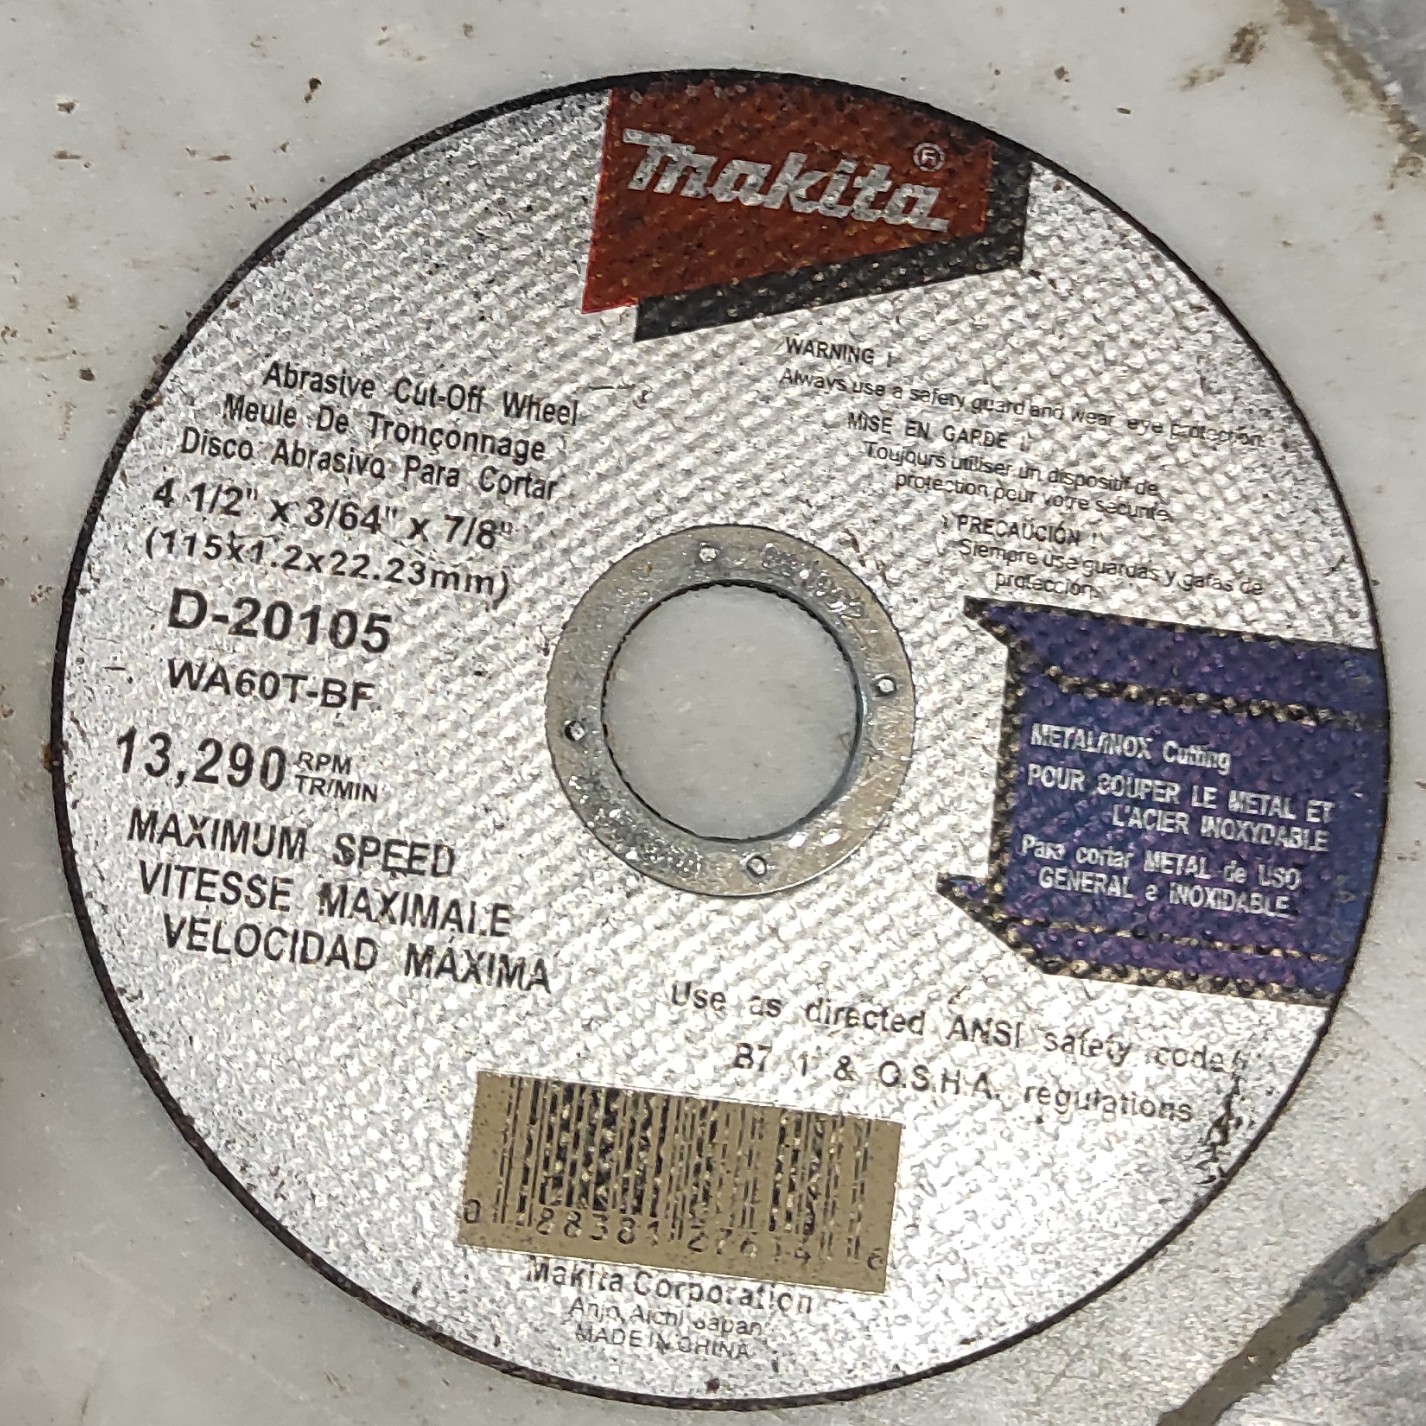 makita®
Abrasive Cut-Off Wheel
Meule De Tronçonnage
Disco Abrasivo Para Cortar
4 1/2" x 3/64" x 7/8"
(115x1.2x22.23mm)
D-20105
WA60T-BF
13,290 RPM
TR/MIN
MAXIMUM SPEED
VITESSE MAXIMALE
VELOCIDAD MÁXIMA
WARNING !
Always use a safety guard and wear eye protection.
MISE EN GARDE !
Toujours utiliser un dispositif de
protection pour votre sécurité.
¡ PRECAUCIÓN !
Siempre use guardas y gafas de
protección.
METAL/INOX Cutting
POUR COUPER LE METAL ET
L'ACIER INOXYDABLE
Para cortar METAL de USO
GENERAL e INOXIDABLE
Use as directed ANSI safety code
B7 1 & O.S.H.A. regulations
0 88381 27614 6
Makita Corporation
Anjo, Aichi Japan
MADE IN CHINA